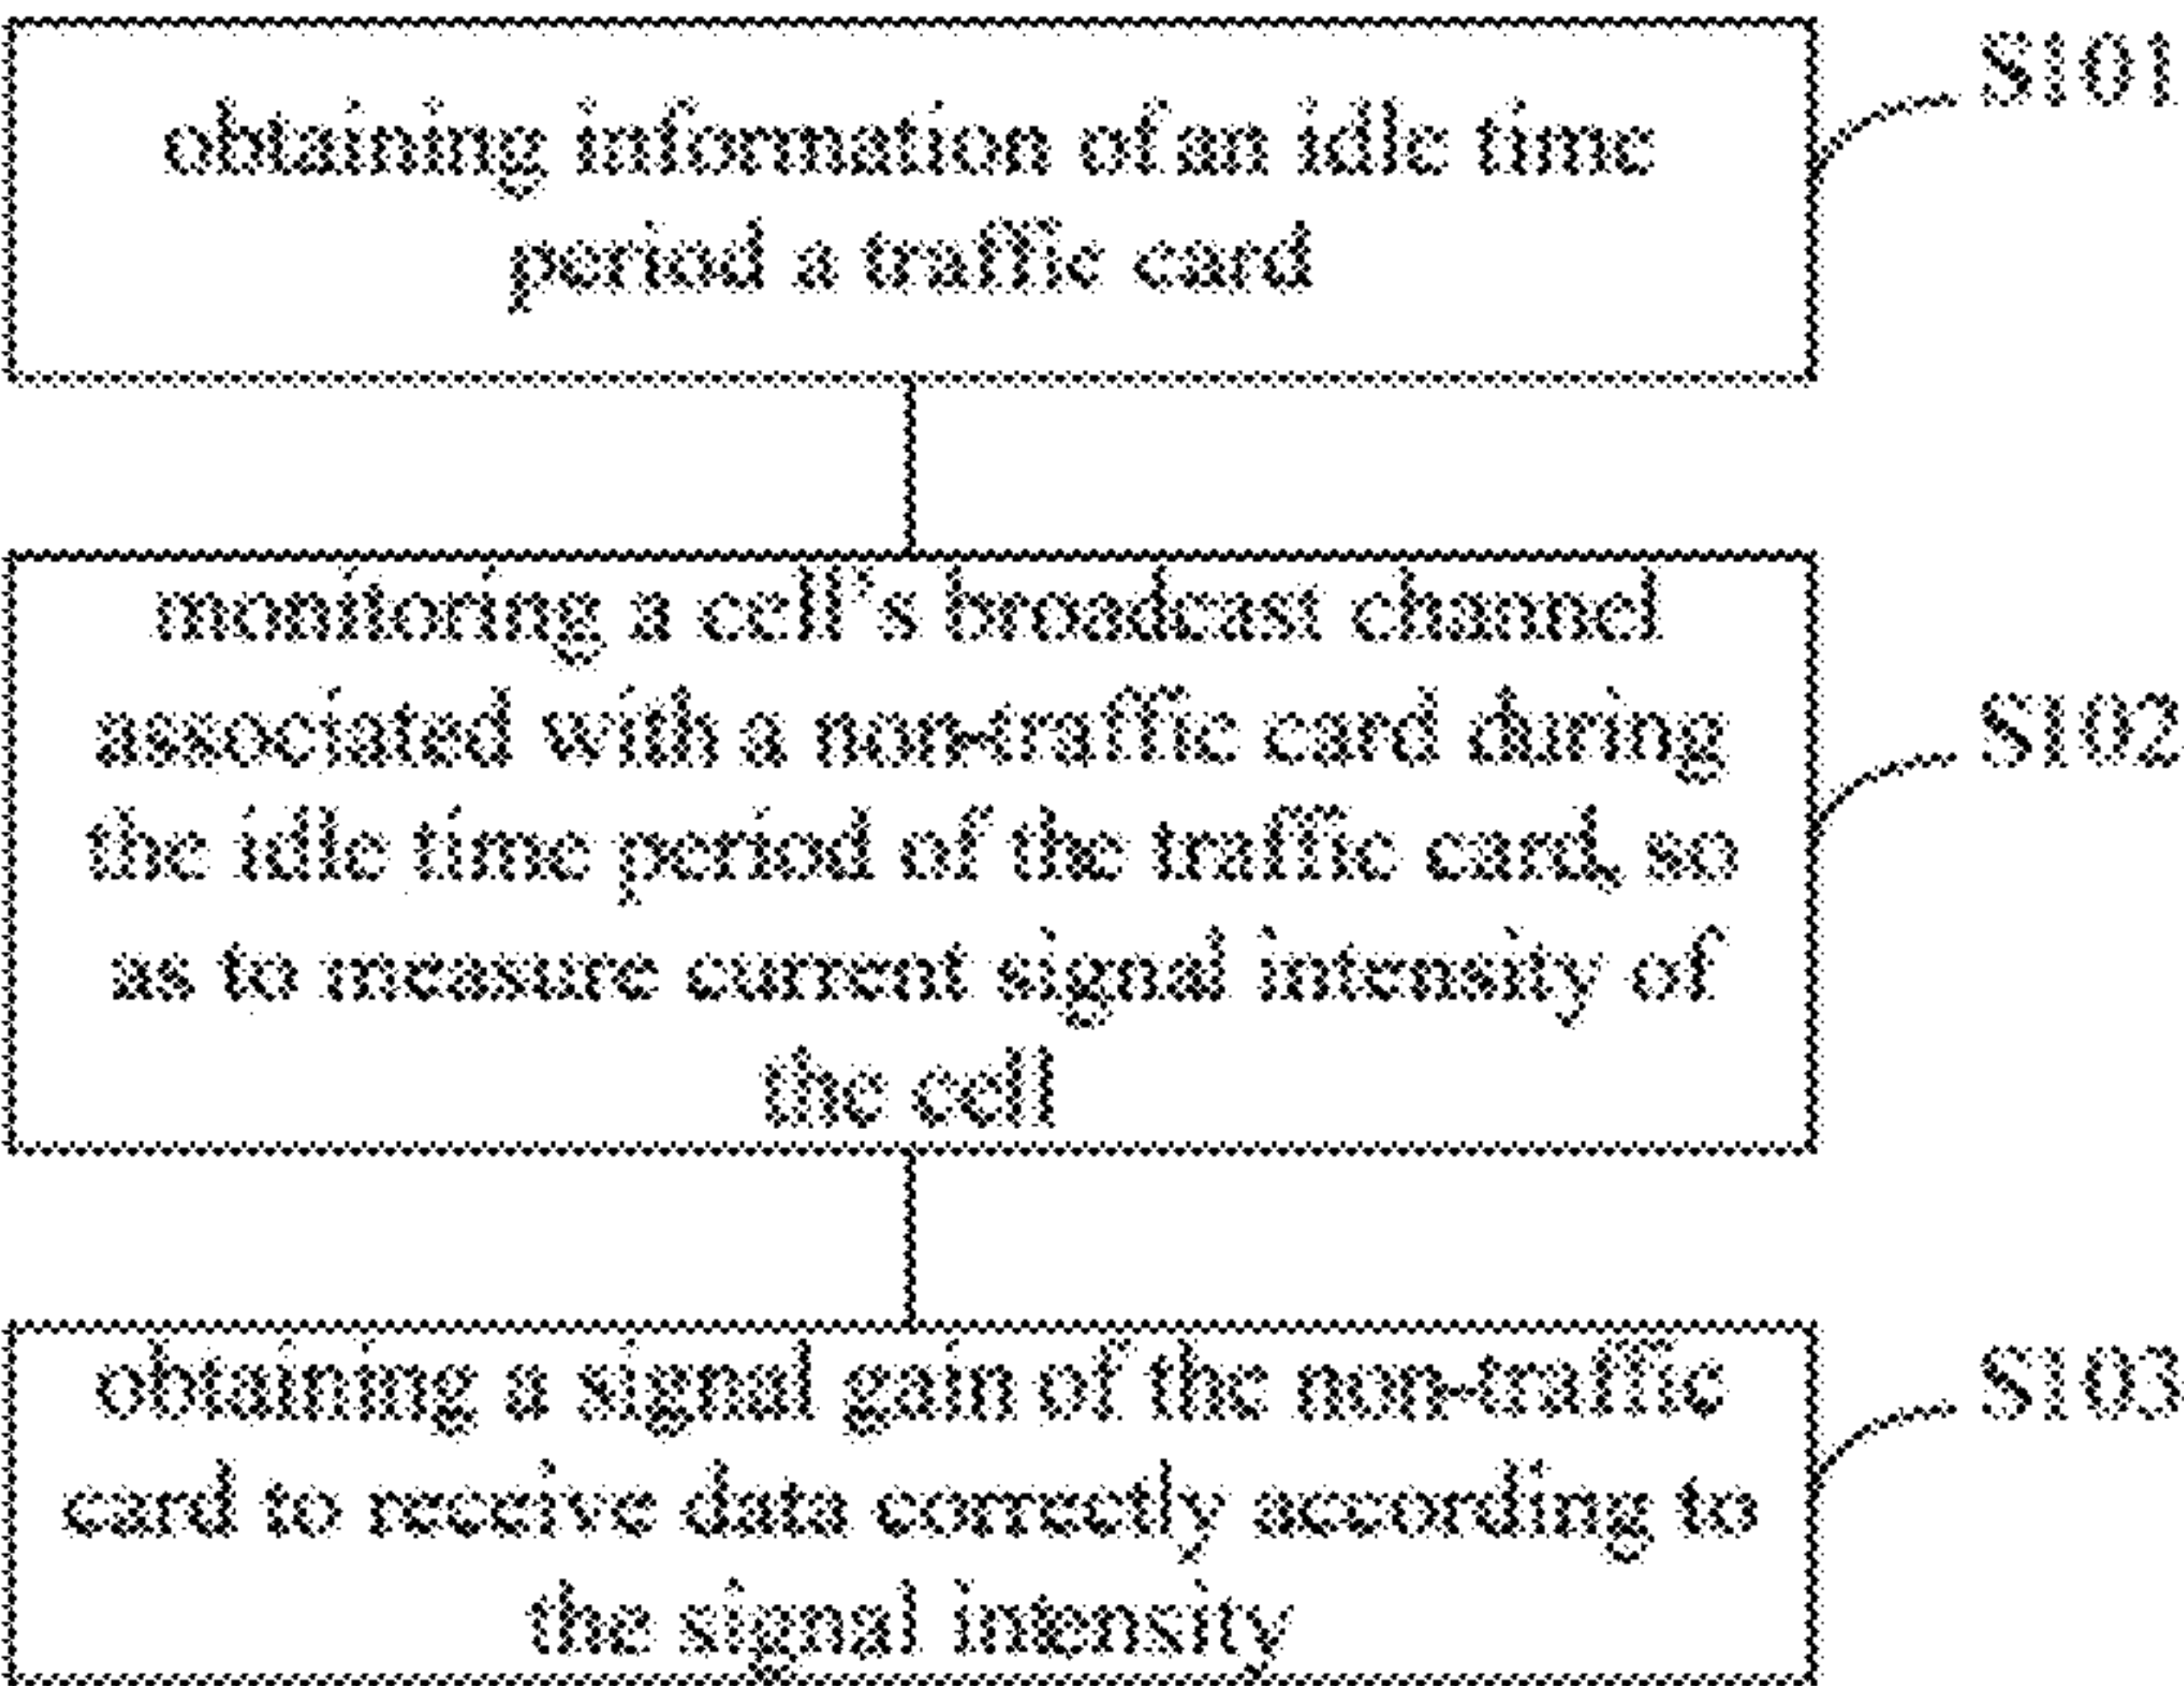 obtaining information of an idle time
period a traffic card
S101
monitoring a cell's broadcast channel
associated with a non-traffic card during
the idle time period of the traffic card, so
as to measure current signal intensity of
the cell
S102
obtaining a signal gain of the non-traffic
card to receive data correctly according to
the signal intensity
S103